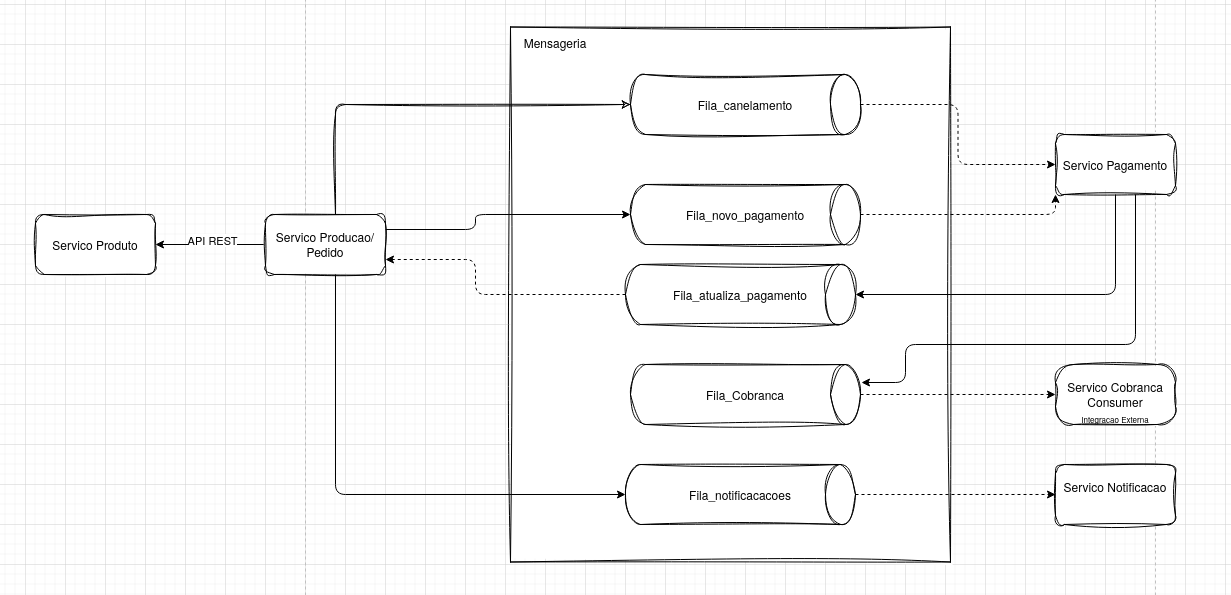 Mensageria
Fila_canelamento
Servico Pagamento
Fila_novo_pagamento
Servico Produto
API REST
Servico Producao/
Pedido
Fila_atualiza_pagamento
Fila_Cobranca
Servico Cobranca
Consumer
Integracao Externa
Fila_notificacacoes
Servico Notificacao